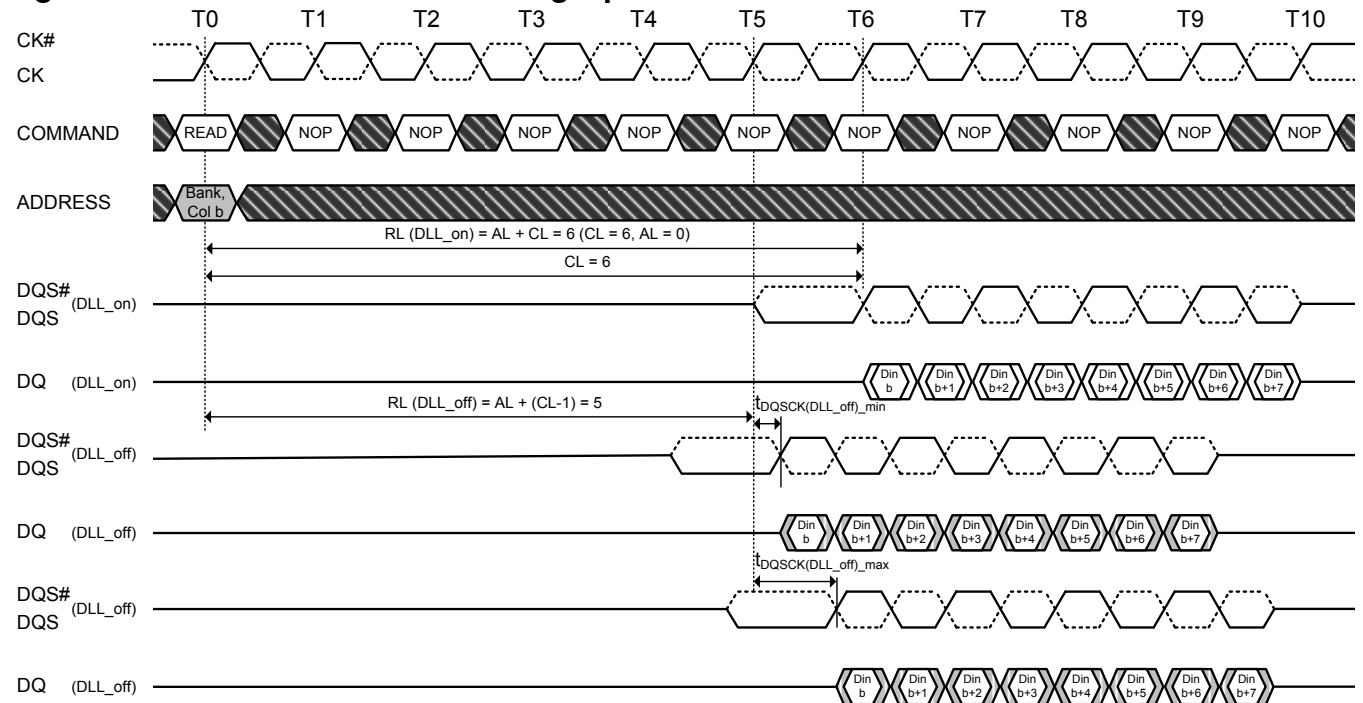 T0 T1 T2 T3 T4 T5 T6 T7 T8 T9 T10
CK#
CK
COMMAND READ NOP NOP NOP NOP NOP NOP NOP NOP NOP NOP
ADDRESS Bank,
Col b
RL (DLL_on) = AL + CL = 6 (CL = 6, AL = 0)
CL = 6
DQS# (DLL_on)
DQS
DQ (DLL_on) Din Din Din Din Din Din Din Din
b b+1 b+2 b+3 b+4 b+5 b+6 b+7
RL (DLL_off) = AL + (CL-1) = 5 tDQSCK(DLL_off)_min
DQS# (DLL_off)
DQS
DQ (DLL_off) Din Din Din Din Din Din Din Din
b b+1 b+2 b+3 b+4 b+5 b+6 b+7
tDQSCK(DLL_off)_max
DQS# (DLL_off)
DQS
DQ (DLL_off) Din Din Din Din Din Din Din Din
b b+1 b+2 b+3 b+4 b+5 b+6 b+7